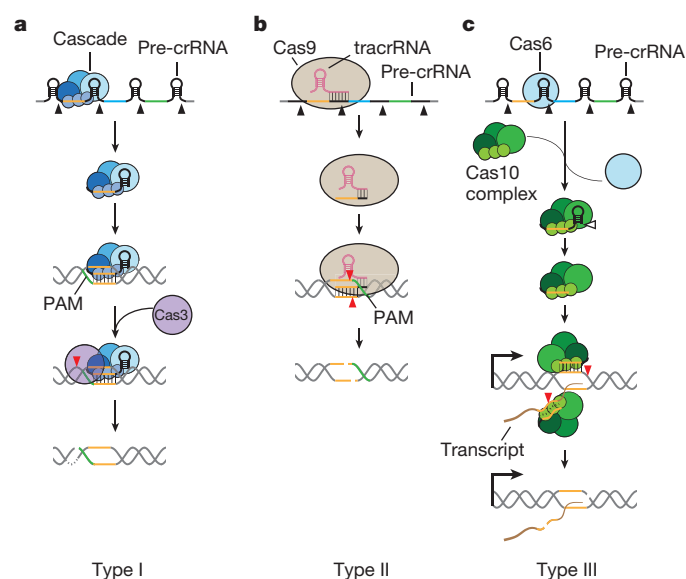 a
Cascade
Pre-crRNA
PAM
Cas3
Type I
b
Cas9
tracrRNA
Pre-crRNA
PAM
Type II
c
Cas6
Pre-crRNA
Cas10
complex
Transcript
Type III